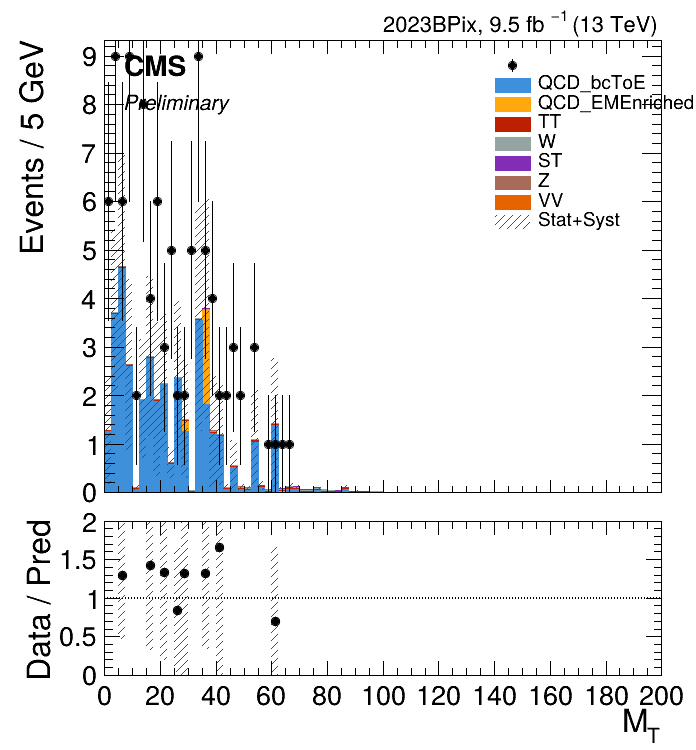 2023BPix, 9.5 fb⁻¹ (13 TeV)
CMS
Preliminary
Events / 5 GeV
9
8
7
6
5
4
3
2
1
0
QCD_bcToE
QCD_EMEnriched
TT
W
ST
Z
VV
Stat+Syst
Data / Pred
2
1.5
1
0.5
0
0 20 40 60 80 100 120 140 160 180 200
M_T